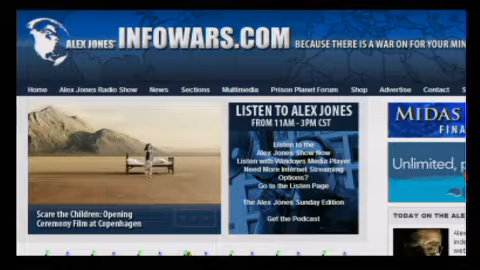 ALEX JONES' INFOWARS.COM BECAUSE THERE IS A WAR ON FOR YOUR MIN
Home Alex Jones Radio Show News Sections Multimedia Prison Planet Forum Shop Advertise Contact S
LISTEN TO ALEX JONES
FROM 11AM - 3PM CST
Listen to the
Alex Jones Show Now
Listen with Windows Media Player
Need More Internet Streaming
Options?
Go to the Listen Page
The Alex Jones Sunday Edition
Get the Podcast
Scare the Children: Opening
Ceremony Film at Copenhagen
MIDAS
FINA
Unlimited, p
TODAY ON THE ALE
Alex